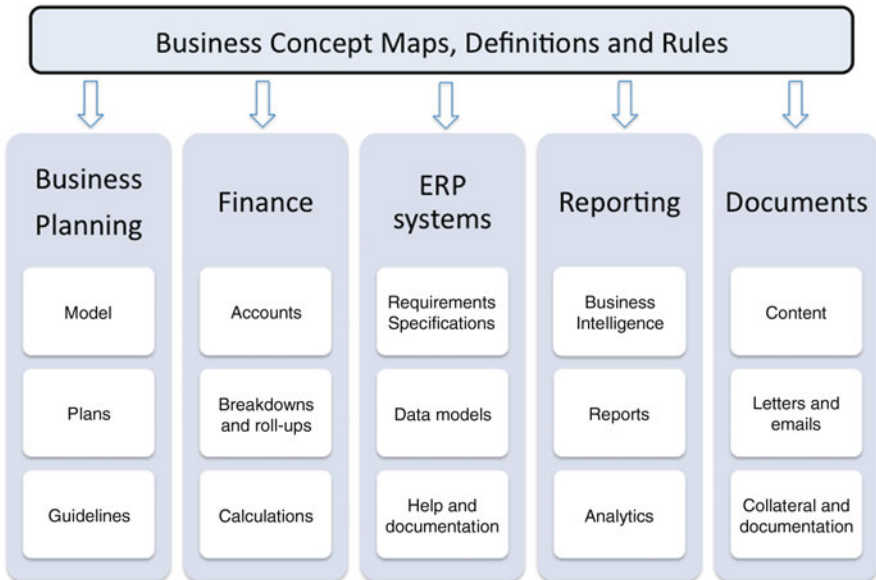 Business Concept Maps, Definitions and Rules
Business
Planning
Model
Plans
Guidelines
Finance
Accounts
Breakdowns
and roll-ups
Calculations
ERP
systems
Requirements
Specifications
Data models
Help and
documentation
Reporting
Business
Intelligence
Reports
Analytics
Documents
Content
Letters and
emails
Collateral and
documentation